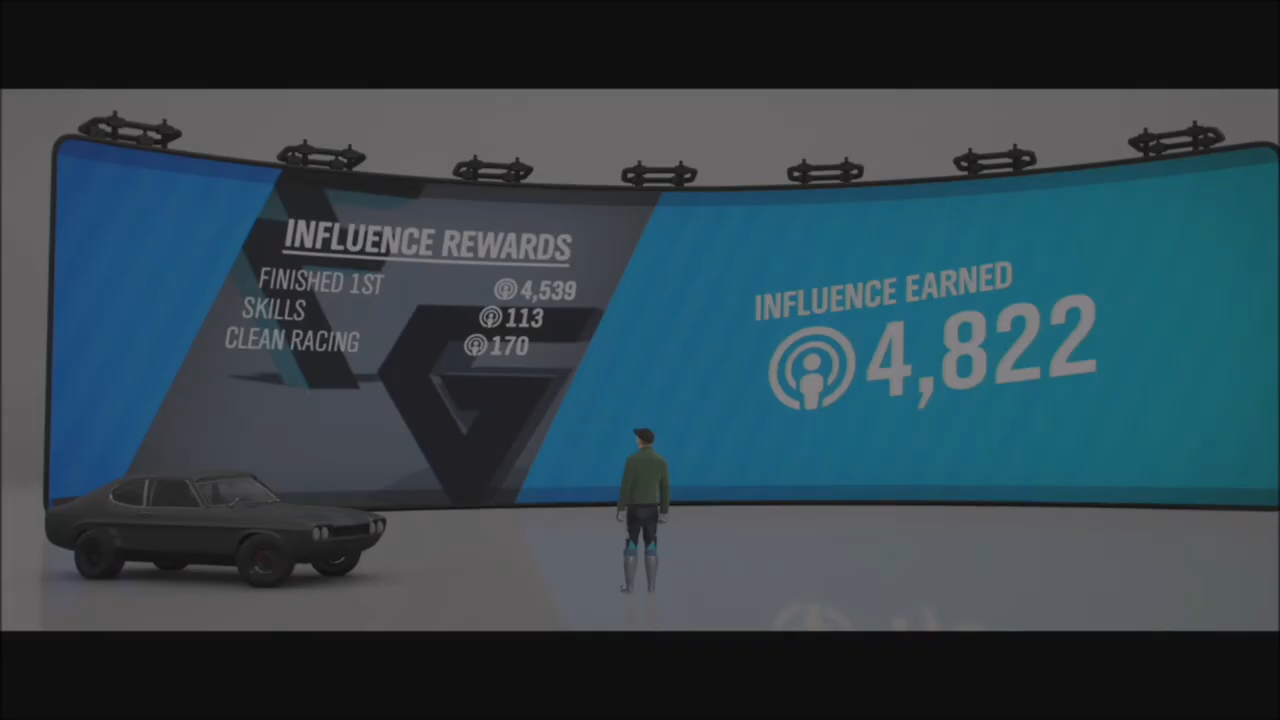 INFLUENCE REWARDS
FINISHED 1ST 4,539
SKILLS 113
CLEAN RACING 170
INFLUENCE EARNED
4,822